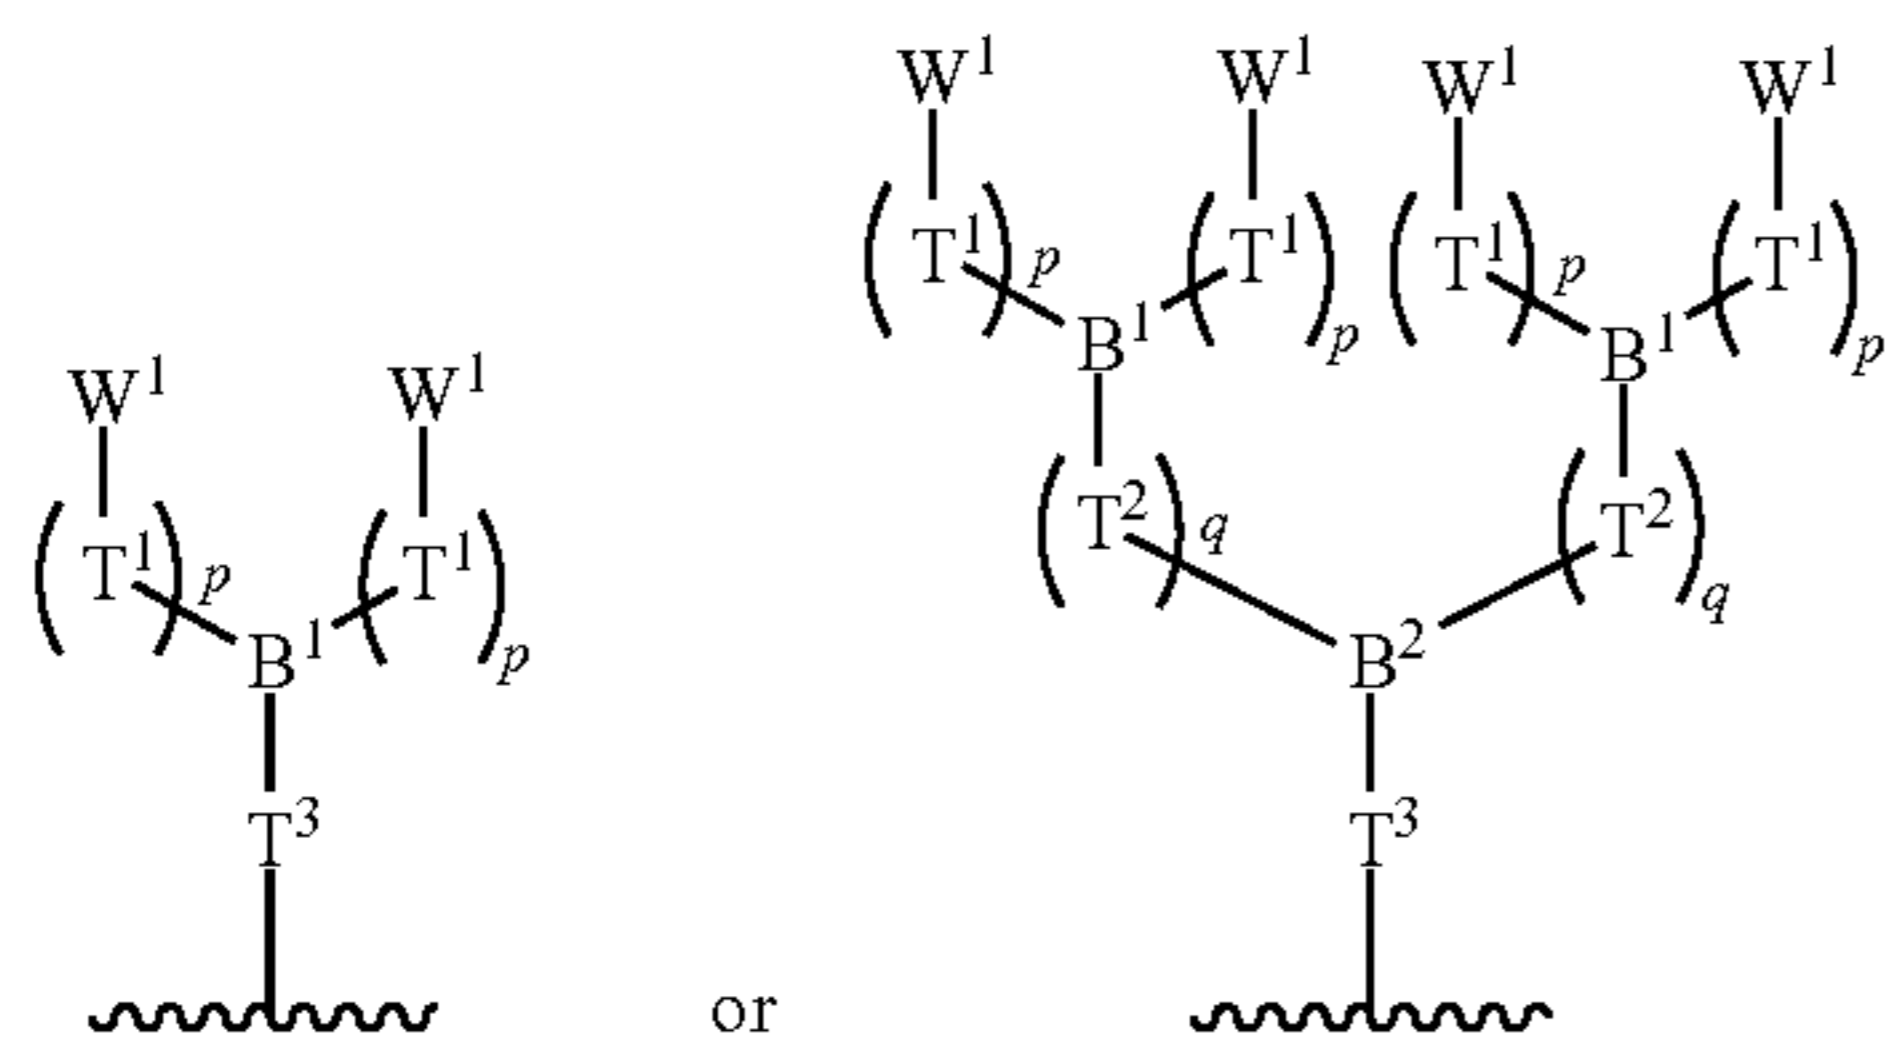 W¹ W¹ W¹ W¹
(T¹)p (T¹)p (T¹)p (T¹)p
B¹ B¹
W¹ W¹
(T²)q (T²)q
(T¹)p (T¹)p
B¹ B²
T³ T³
or